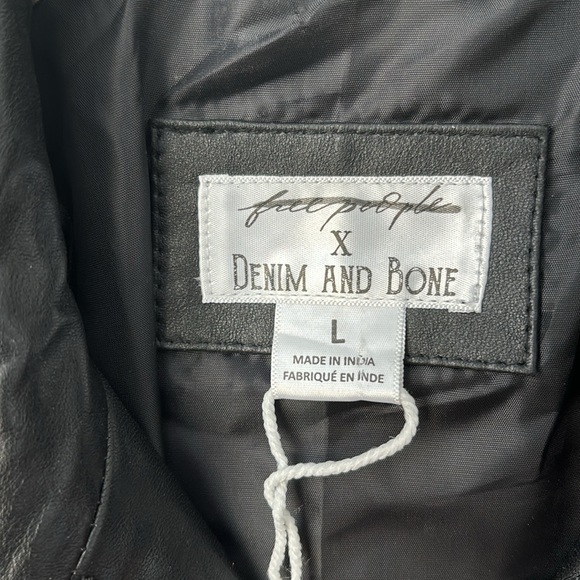 free people
X
DENIM AND BONE
L
MADE IN INDIA
FABRIQUÉ EN INDE